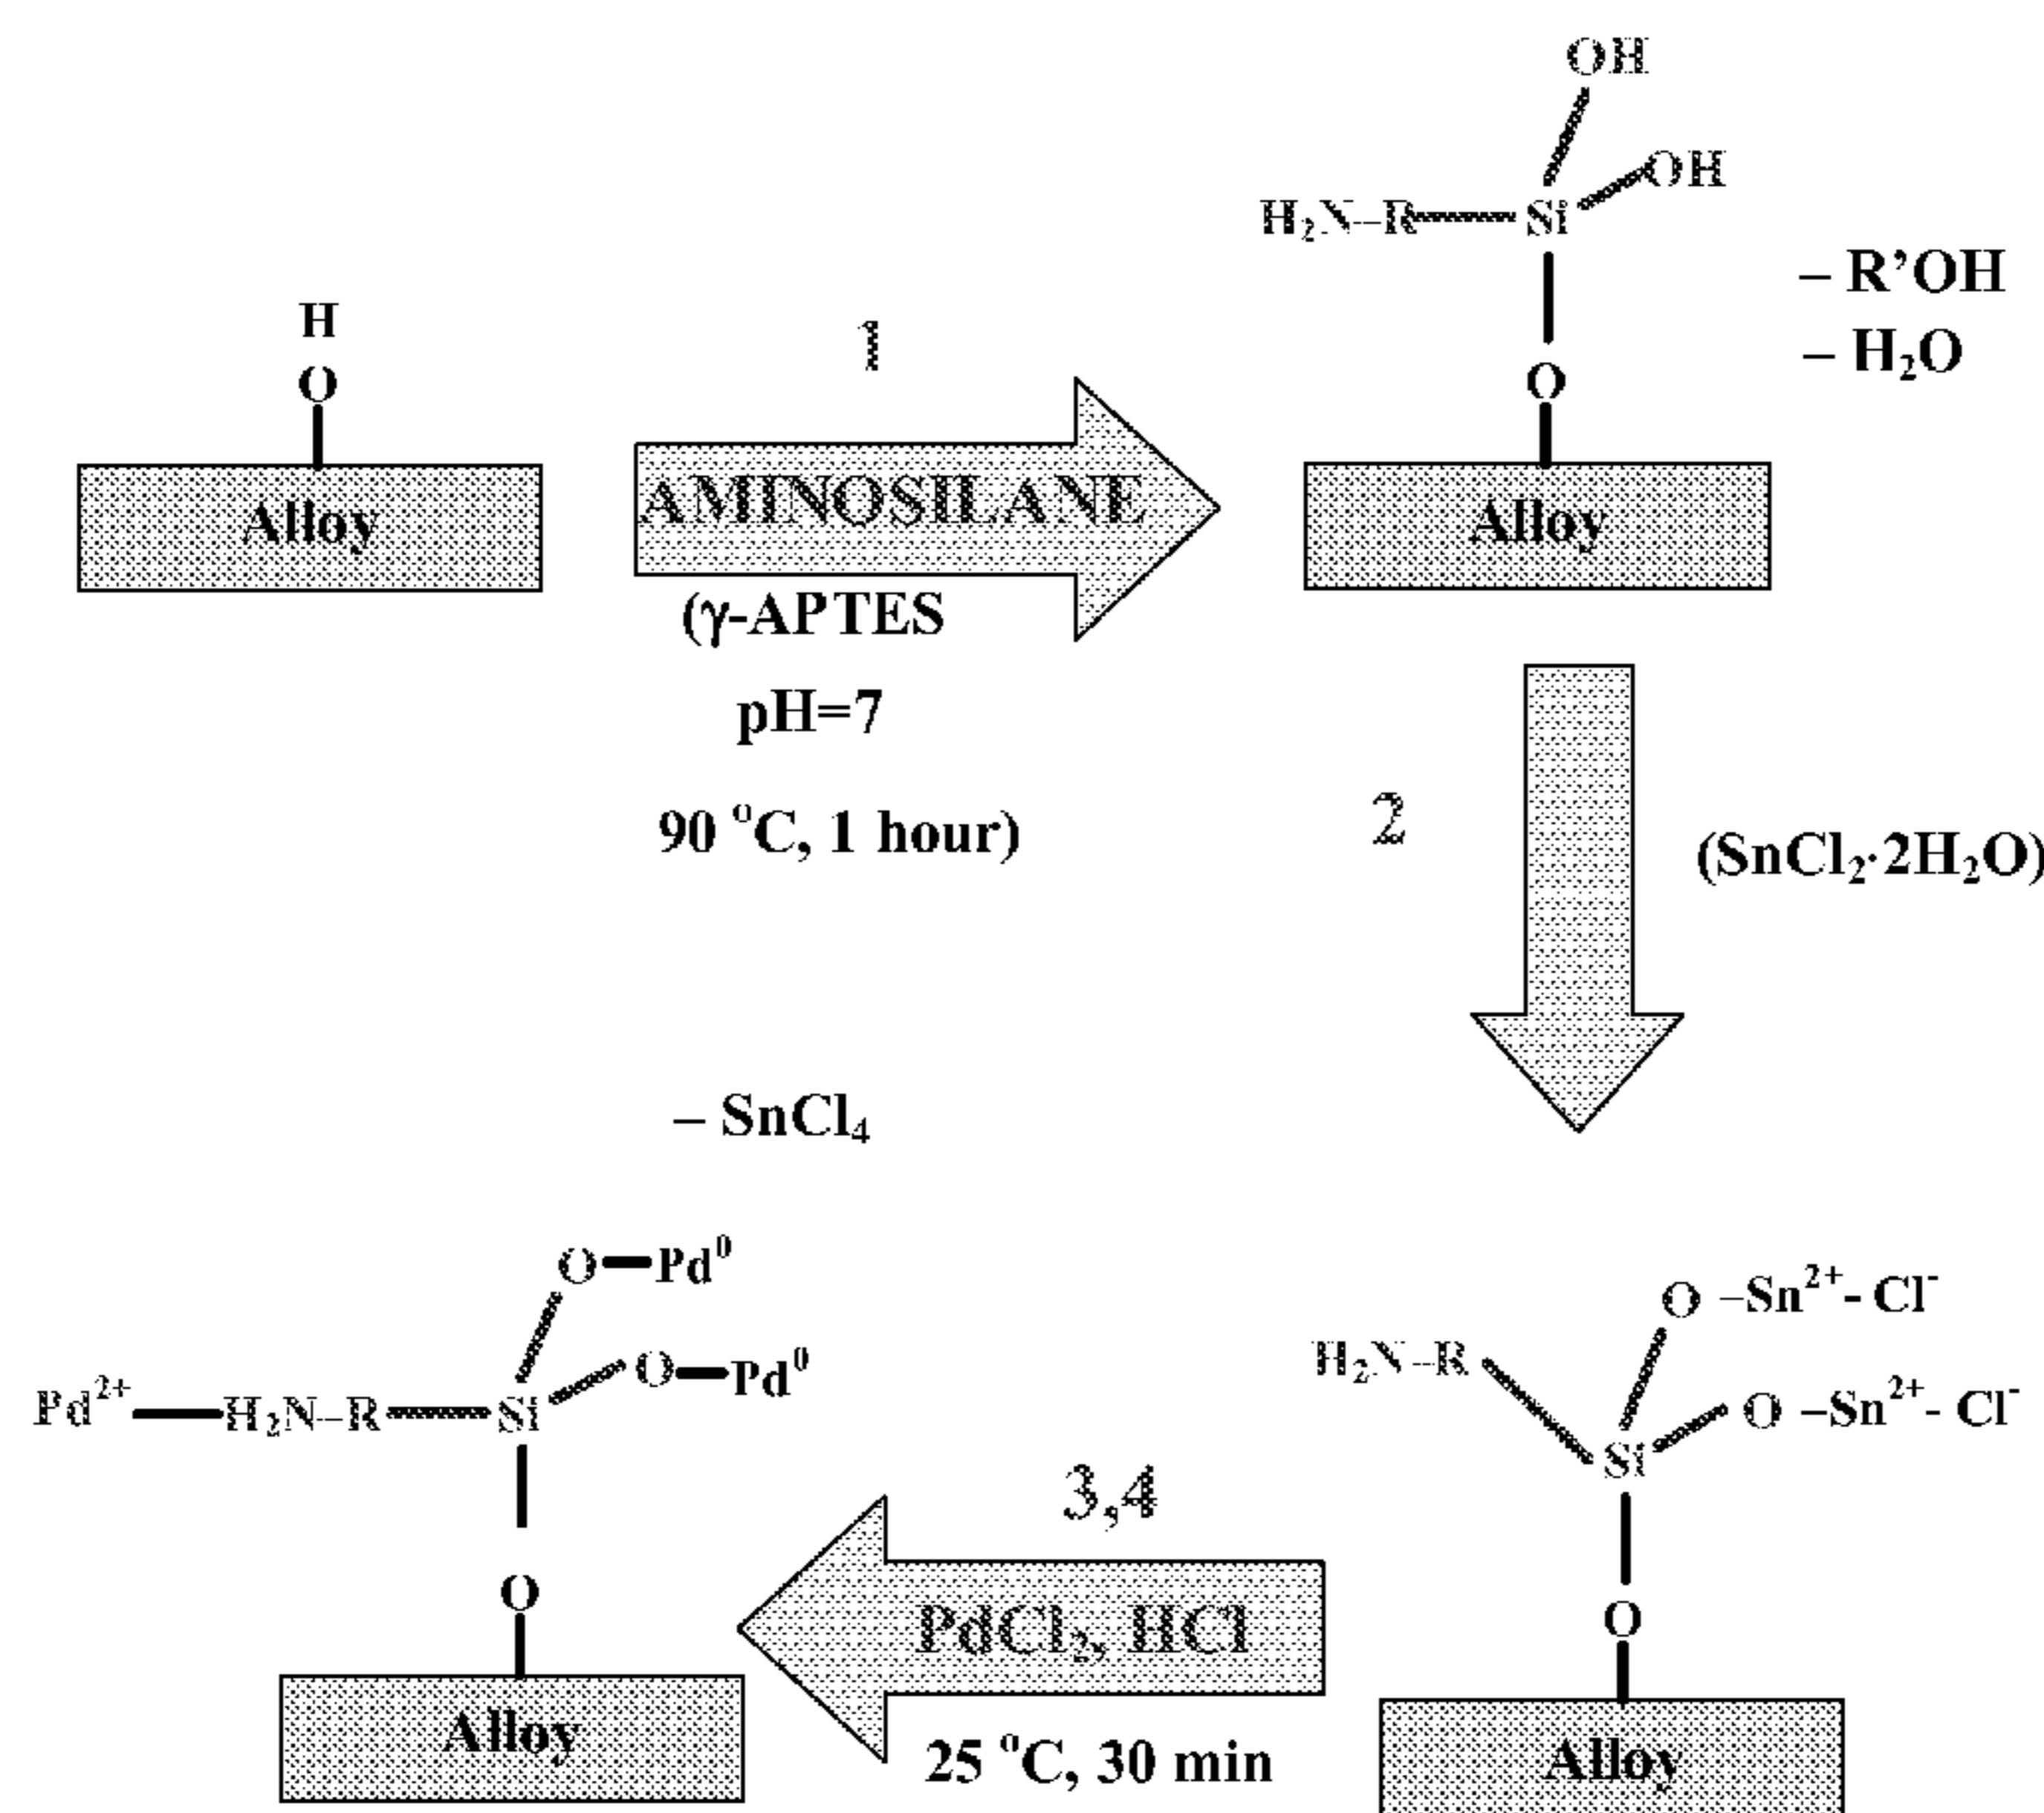 H
O
Alloy
1
AMINOSILANE
(γ-APTES
pH=7
90 °C, 1 hour)
OH
OH
H₂N–R
Si
O
Alloy
– R’OH
– H₂O
2
(SnCl₂·2H₂O)
O –Sn²⁺- Cl⁻
H₂N–R
O –Sn²⁺- Cl⁻
Si
O
Alloy
3,4
PdCl₂, HCl
25 °C, 30 min
– SnCl₄
O
Pd⁰
O
Pd⁰
Pd²⁺
H₂N–R
Si
O
Alloy